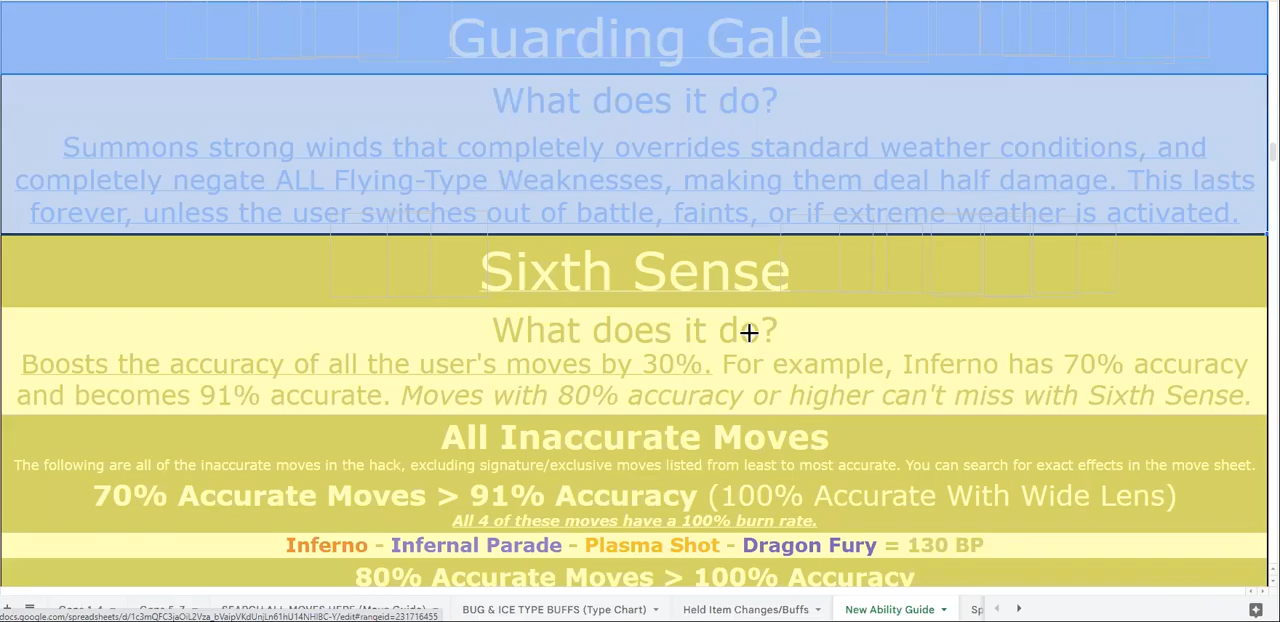 Guarding Gale
What does it do?
Summons strong winds that completely overrides standard weather conditions, and
completely negate ALL Flying-Type Weaknesses, making them deal half damage. This lasts
forever, unless the user switches out of battle, faints, or if extreme weather is activated.
Sixth Sense
What does it do?
Boosts the accuracy of all the user's moves by 30%. For example, Inferno has 70% accuracy
and becomes 91% accurate. Moves with 80% accuracy or higher can't miss with Sixth Sense.
All Inaccurate Moves
The following are all of the inaccurate moves in the hack, excluding signature/exclusive moves listed from least to most accurate. You can search for exact effects in the move sheet.
70% Accurate Moves > 91% Accuracy (100% Accurate With Wide Lens)
All 4 of these moves have a 100% burn rate.
Inferno - Infernal Parade - Plasma Shot - Dragon Fury = 130 BP
80% Accurate Moves > 100% Accuracy
BUG & ICE TYPE BUFFS (Type Chart) Held Item Changes/Buffs New Ability Guide Sp